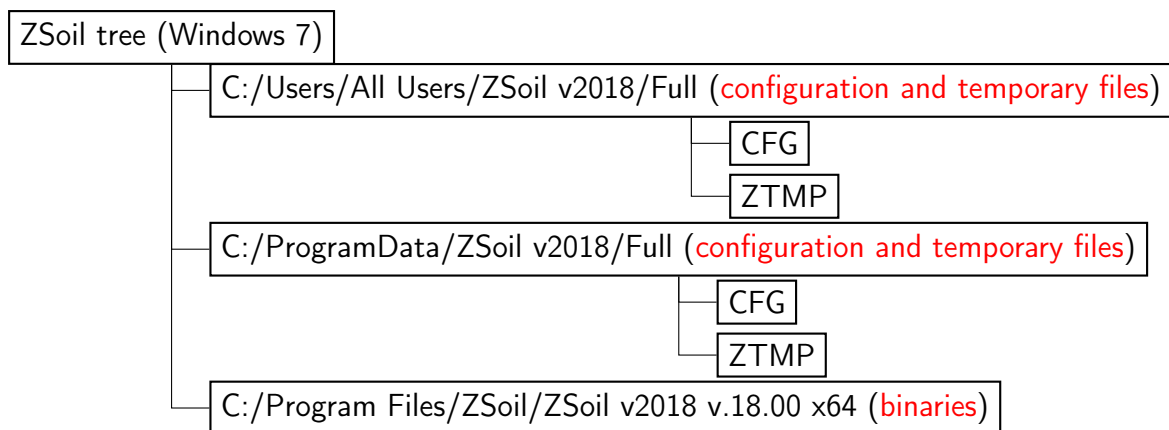 ZSoil tree (Windows 7)
C:/Users/All Users/ZSoil v2018/Full (configuration and temporary files)
CFG
ZTMP
C:/ProgramData/ZSoil v2018/Full (configuration and temporary files)
CFG
ZTMP
C:/Program Files/ZSoil/ZSoil v2018 v.18.00 x64 (binaries)